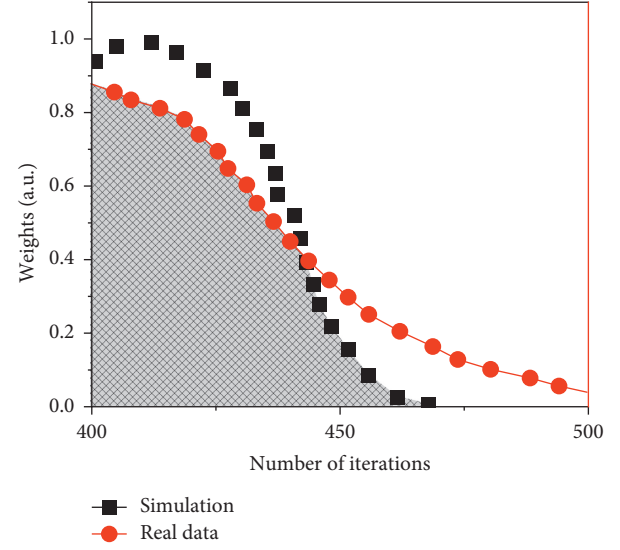 1.0
0.8
0.6
0.4
0.2
0.0
Weights (a.u.)
400
450
500
Number of iterations
Simulation
Real data